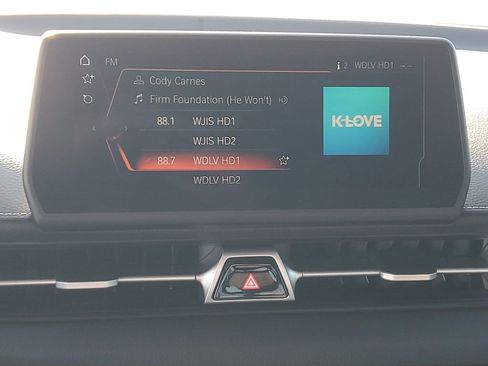 FM
i 2 WDLV HD1 --:--
Cody Carnes
Firm Foundation (He Won't)
88.1 WJIS HD1
WJIS HD2
88.7 WDLV HD1
WDLV HD2
K-LOVE